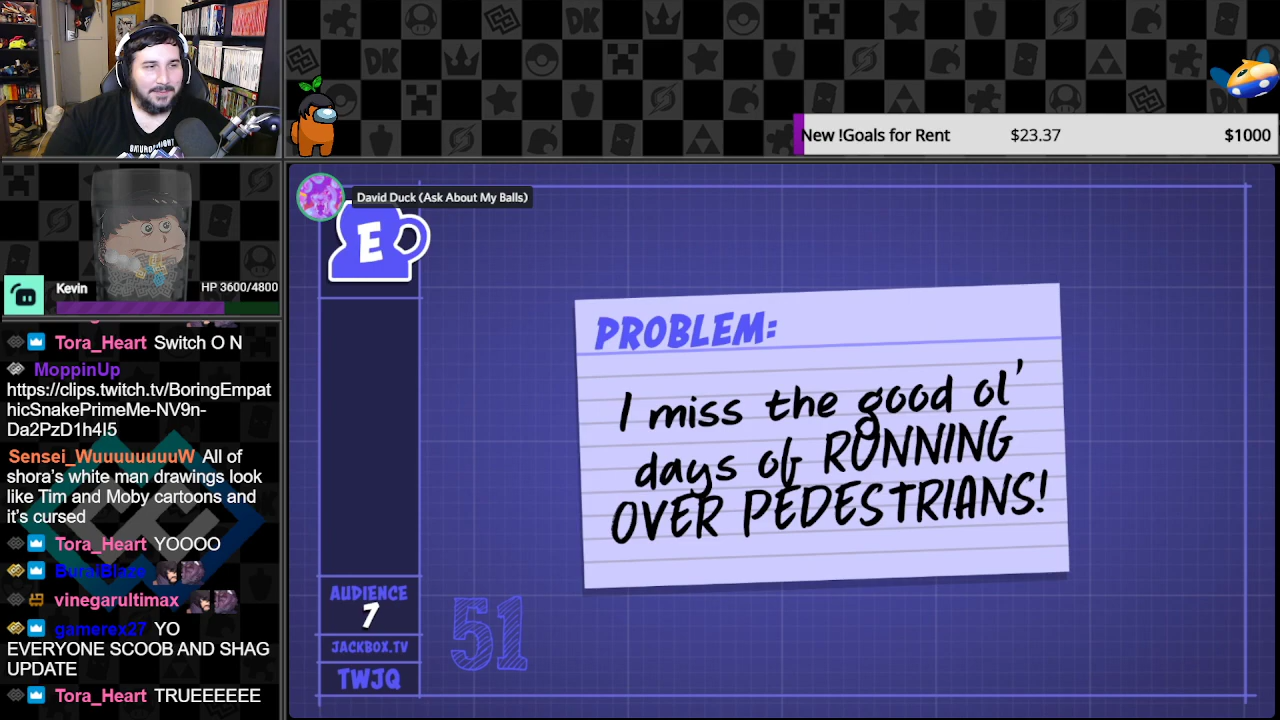 New !Goals for Rent $23.37 $1000
David Duck (Ask About My Balls)
E
Kevin HP 3600/4800
Tora_Heart Switch O N
MoppinUp
https://clips.twitch.tv/BoringEmpat
hicSnakePrimeMe-NV9n-
Da2PzD1h4I5
Sensei_WuuuuuuuuW All of
shora's white man drawings look
like Tim and Moby cartoons and
it's cursed
Tora_Heart YOOOO
BuraiBlaze
vinegarultimax
gamerex27 YO
EVERYONE SCOOB AND SHAG
UPDATE
Tora_Heart TRUEEEEEE
PROBLEM:
I miss the good ol'
days of RUNNING
OVER PEDESTRIANS!
AUDIENCE
7
JACKBOX.TV
TWJQ
51